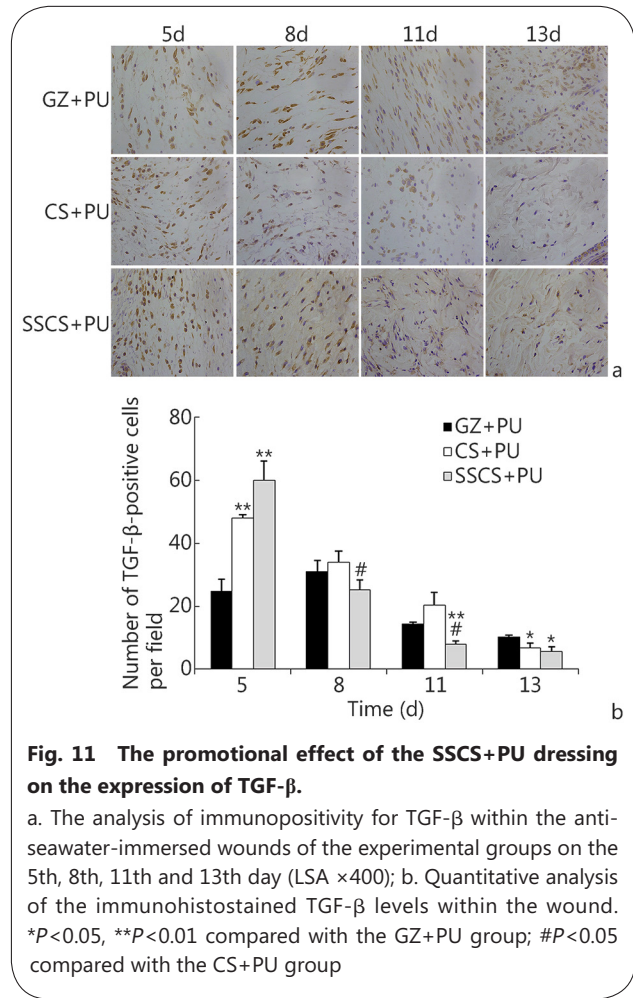 5d 8d 11d 13d
GZ+PU
CS+PU
SSCS+PU
a
Number of TGF-β-positive cells
per field
80
60
40
20
0
GZ+PU
CS+PU
SSCS+PU
**
**
#
**
#
*
*
5 8 11 13
Time (d)
b
Fig. 11 The promotional effect of the SSCS+PU dressing
on the expression of TGF-β.
a. The analysis of immunopositivity for TGF-β within the anti-
seawater-immersed wounds of the experimental groups on the
5th, 8th, 11th and 13th day (LSA ×400); b. Quantitative analysis
of the immunohistostained TGF-β levels within the wound.
*P<0.05, **P<0.01 compared with the GZ+PU group; #P<0.05
compared with the CS+PU group